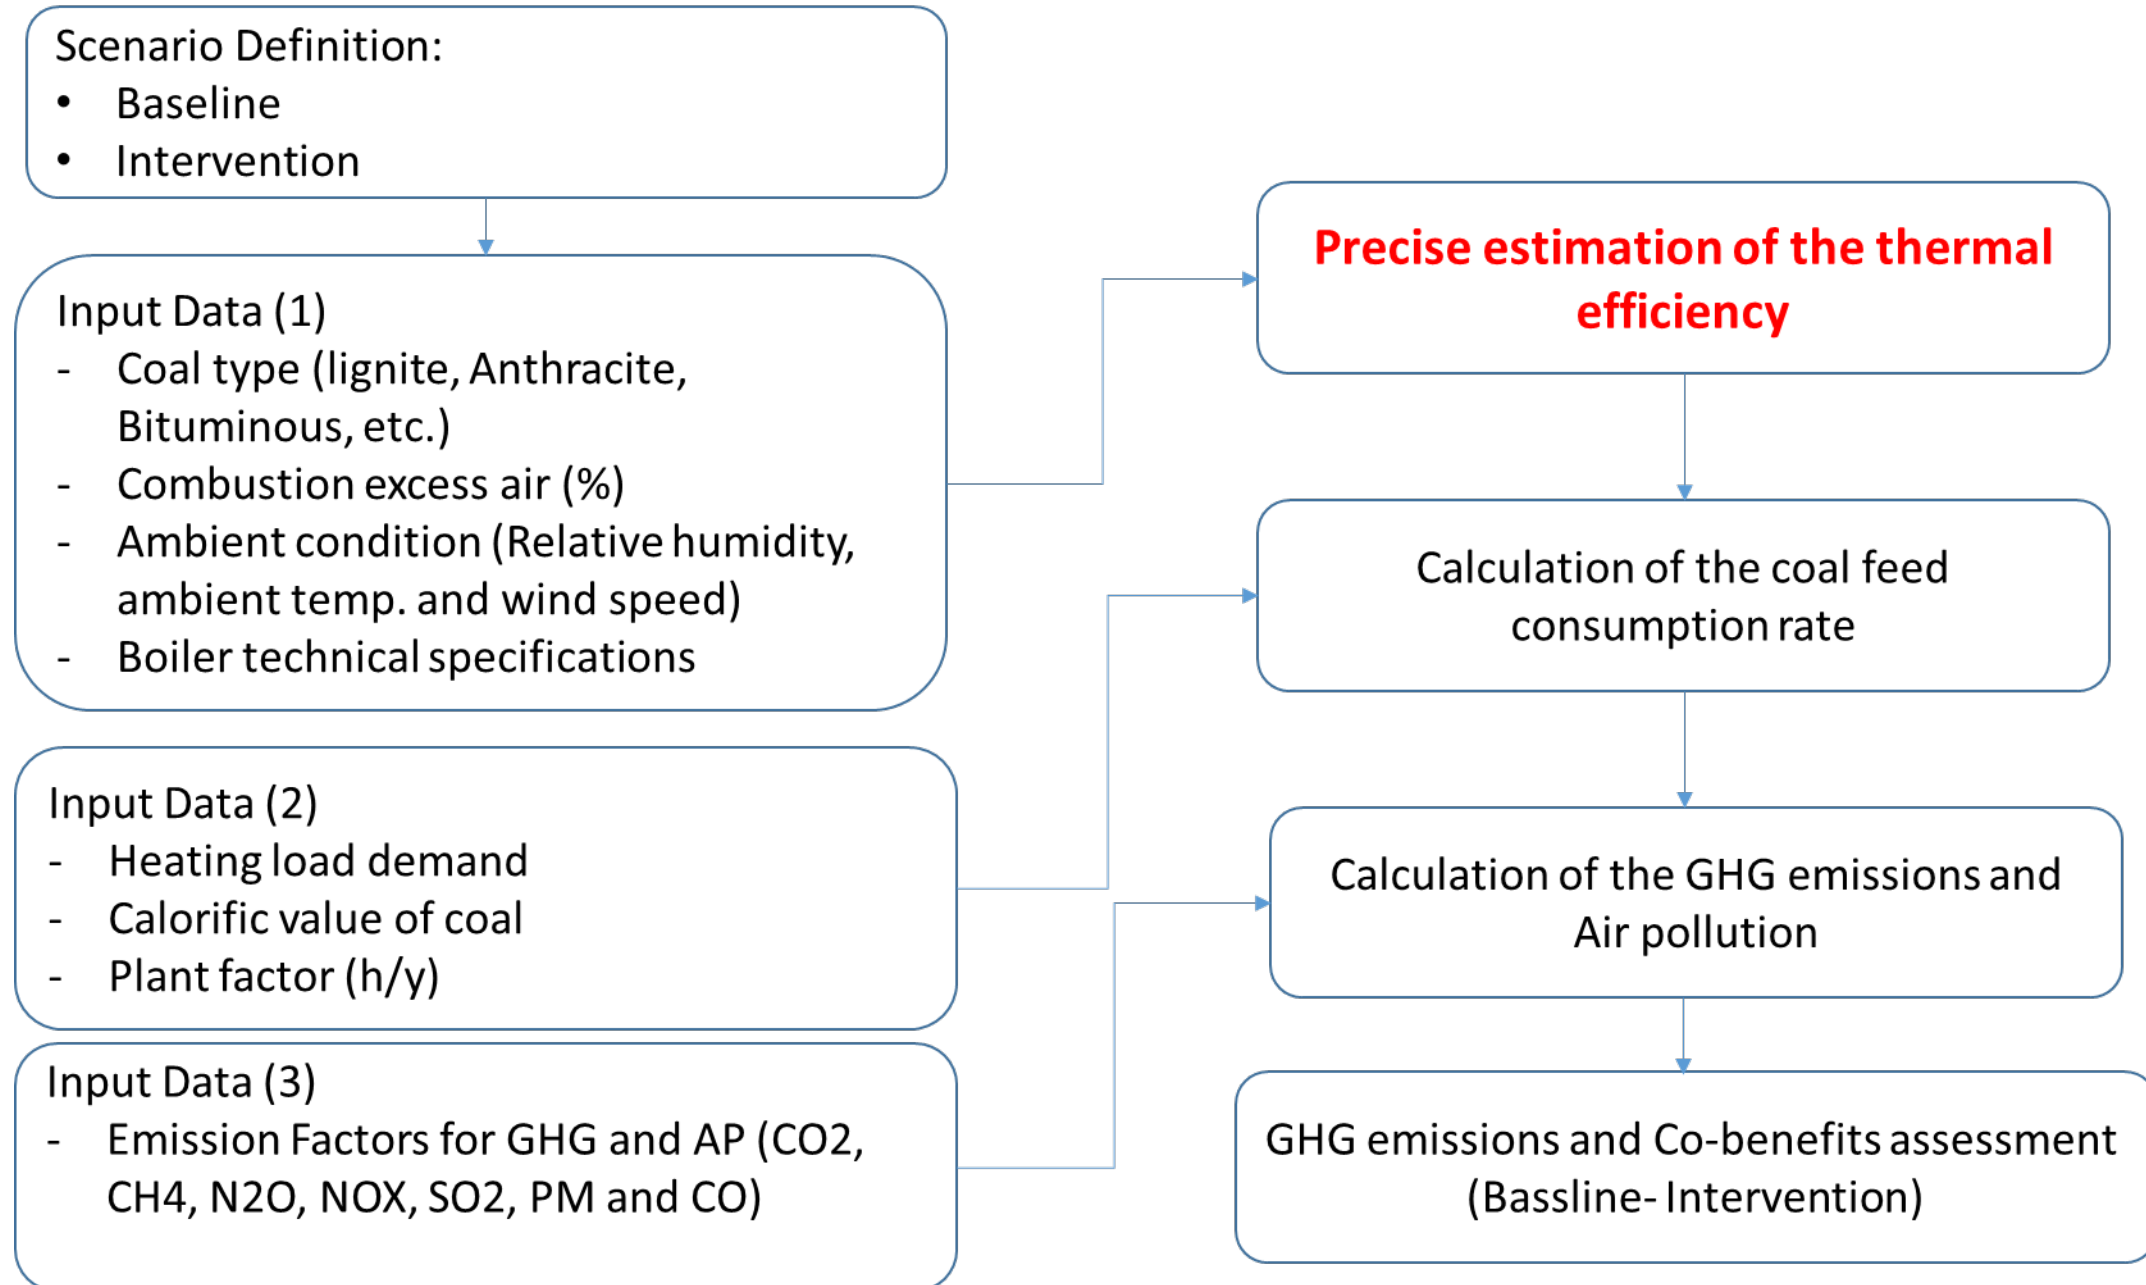 Scenario Definition:
• Baseline
• Intervention
Input Data (1)
- Coal type (lignite, Anthracite,
Bituminous, etc.)
- Combustion excess air (%)
- Ambient condition (Relative humidity,
ambient temp. and wind speed)
- Boiler technical specifications
Input Data (2)
- Heating load demand
- Calorific value of coal
- Plant factor (h/y)
Input Data (3)
- Emission Factors for GHG and AP (CO2,
CH4, N2O, NOX, SO2, PM and CO)
Precise estimation of the thermal
efficiency
Calculation of the coal feed
consumption rate
Calculation of the GHG emissions and
Air pollution
GHG emissions and Co-benefits assessment
(Bassline- Intervention)